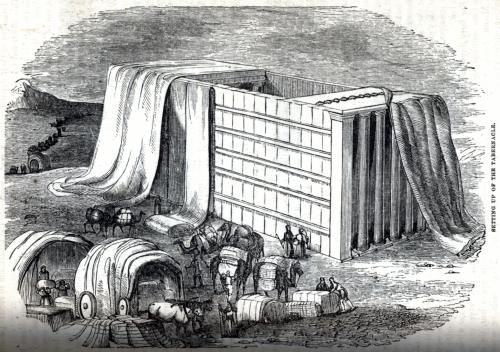 SETTING UP OF THE TABERNACLE.